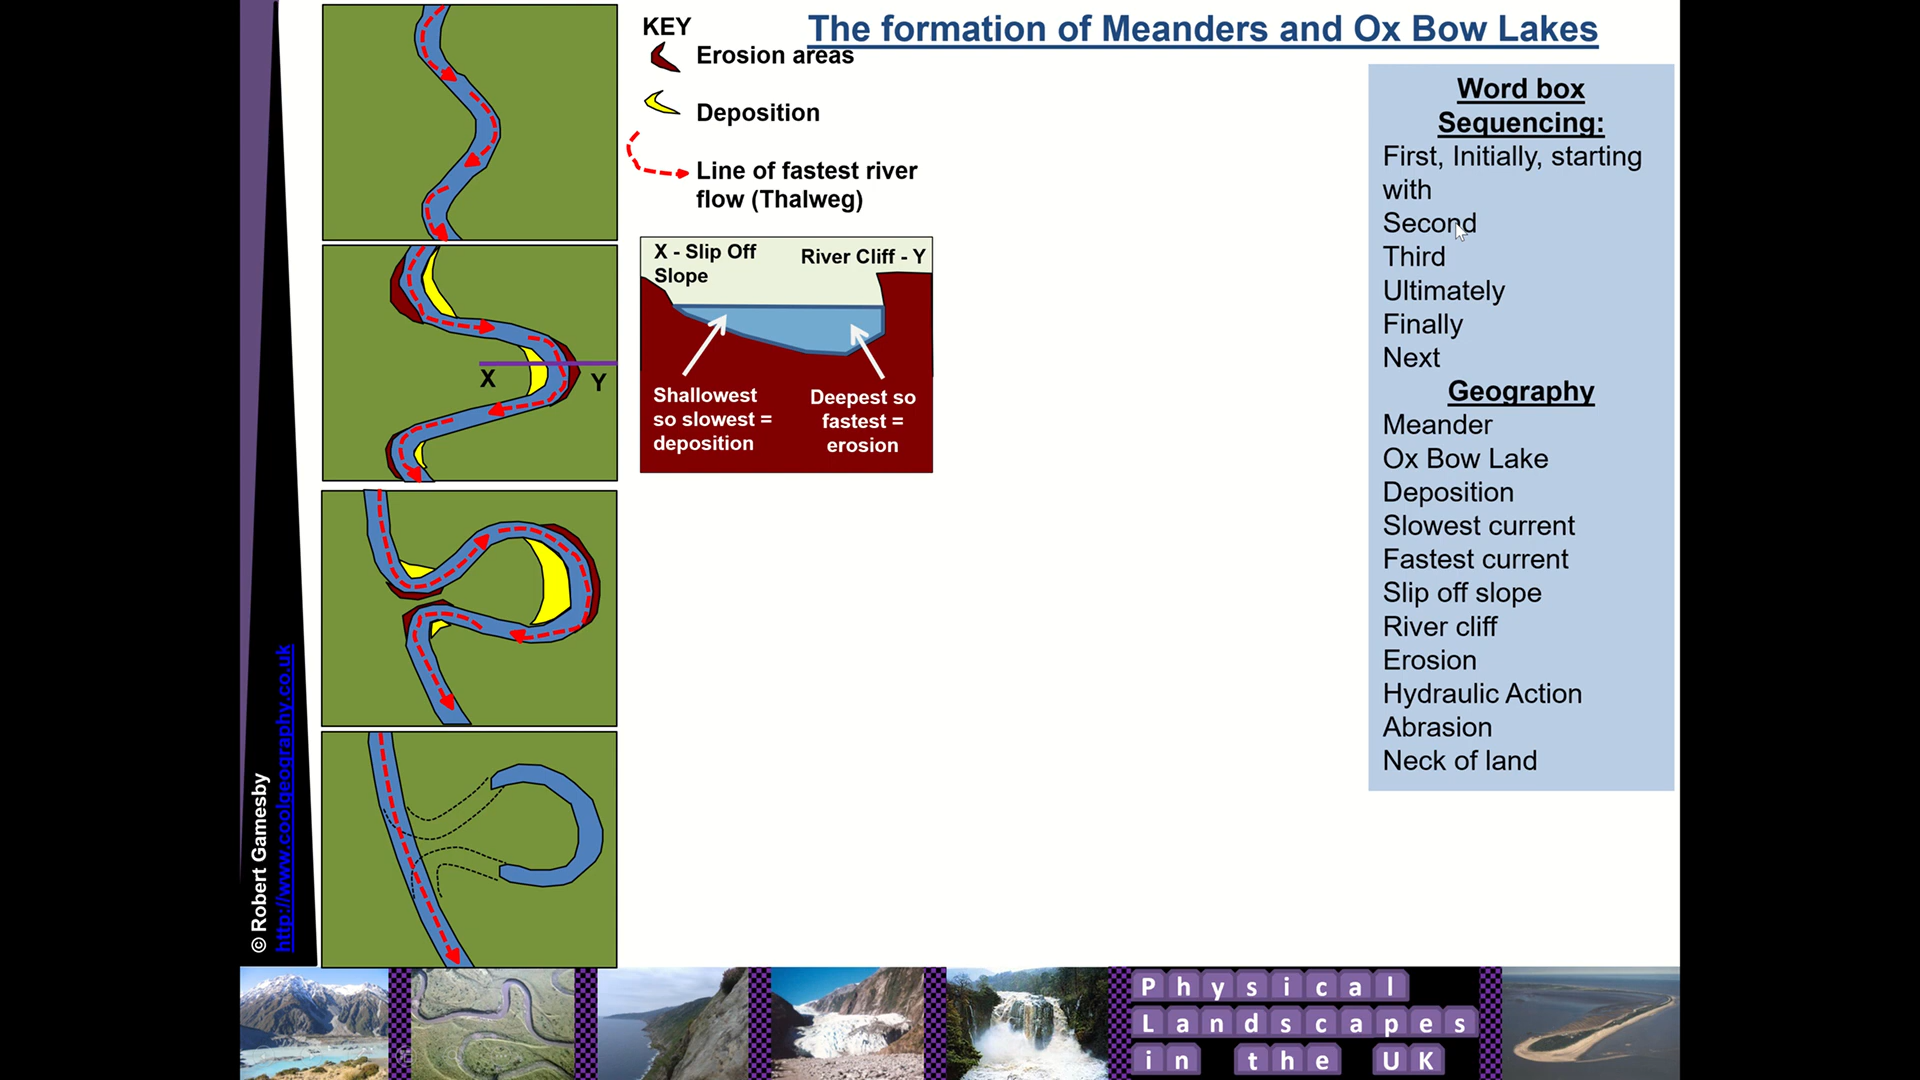 The formation of Meanders and Ox Bow Lakes
KEY
Erosion areas
Deposition
Line of fastest river
flow (Thalweg)
X - Slip Off
Slope
River Cliff - Y
Shallowest
so slowest =
deposition
Deepest so
fastest =
erosion
X
Y
Word box
Sequencing:
First, Initially, starting
with
Second
Third
Ultimately
Finally
Next
Geography
Meander
Ox Bow Lake
Deposition
Slowest current
Fastest current
Slip off slope
River cliff
Erosion
Hydraulic Action
Abrasion
Neck of land
© Robert Gamesby
http://www.coolgeography.co.uk
Physical
Landscapes
in the UK